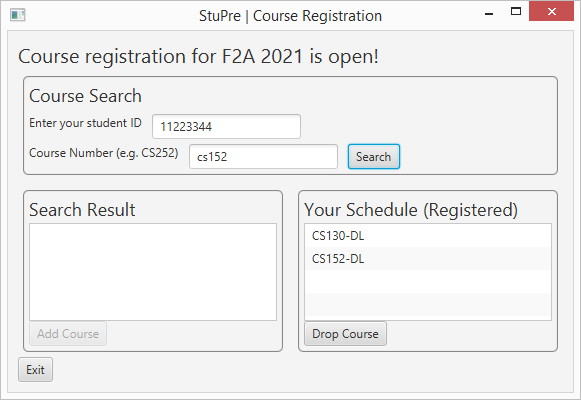 StuPre | Course Registration
Course registration for F2A 2021 is open!
Course Search
Enter your student ID 11223344
Course Number (e.g. CS252) cs152 Search
Search Result
Add Course
Your Schedule (Registered)
CS130-DL
CS152-DL
Drop Course
Exit